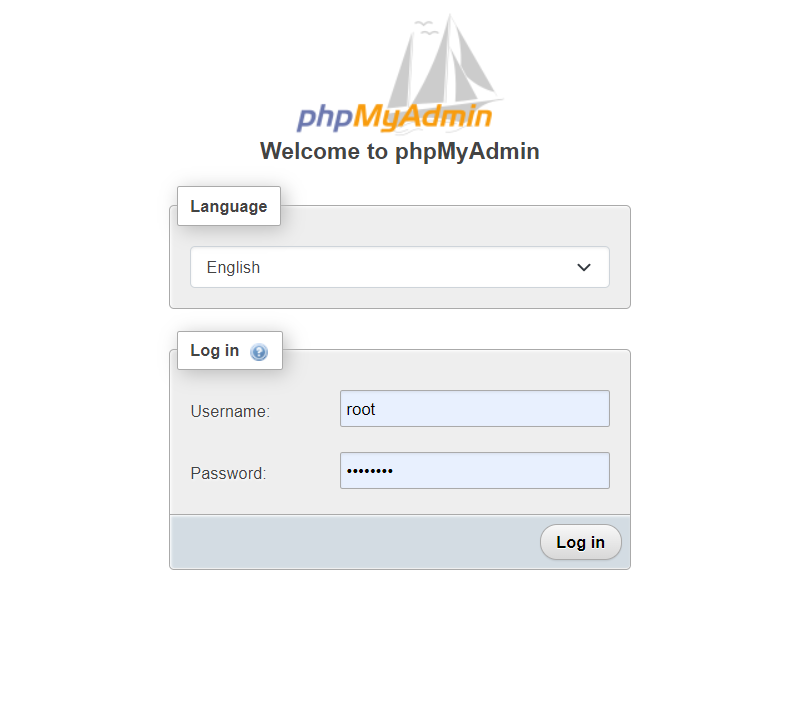 phpMyAdmin
Welcome to phpMyAdmin
Language
English
Log in
Username:
root
Password:
••••••••
Log in